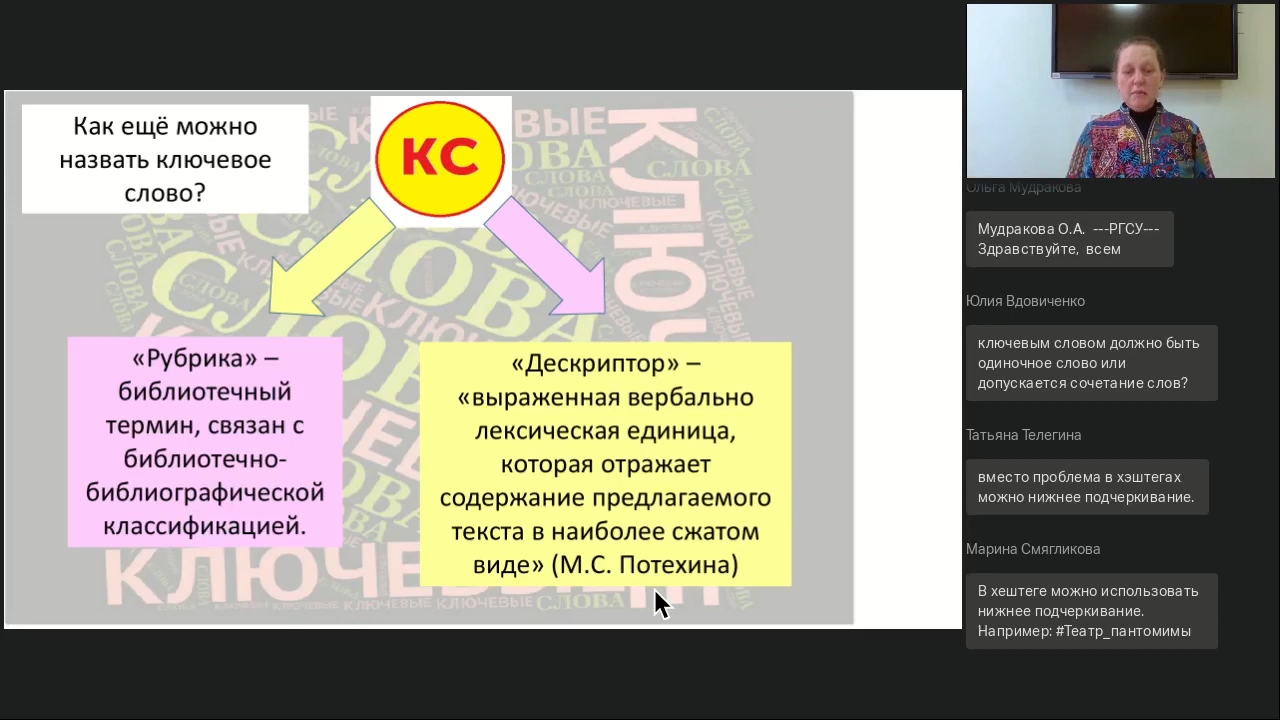 Как ещё можно
назвать ключевое
слово?
КС
«Рубрика» –
библиотечный
термин, связан с
библиотечно-
библиографической
классификацией.
«Дескриптор» –
«выраженная вербально
лексическая единица,
которая отражает
содержание предлагаемого
текста в наиболее сжатом
виде» (М.С. Потехина)
Ольга Мудракова
Мудракова О.А. ---РГСУ---
Здравствуйте, всем
Юлия Вдовиченко
ключевым словом должно быть
одиночное слово или
допускается сочетание слов?
Татьяна Телегина
вместо проблема в хэштегах
можно нижнее подчеркивание.
Марина Смягликова
В хештеге можно использовать
нижнее подчеркивание.
Например: #Театр_пантомимы